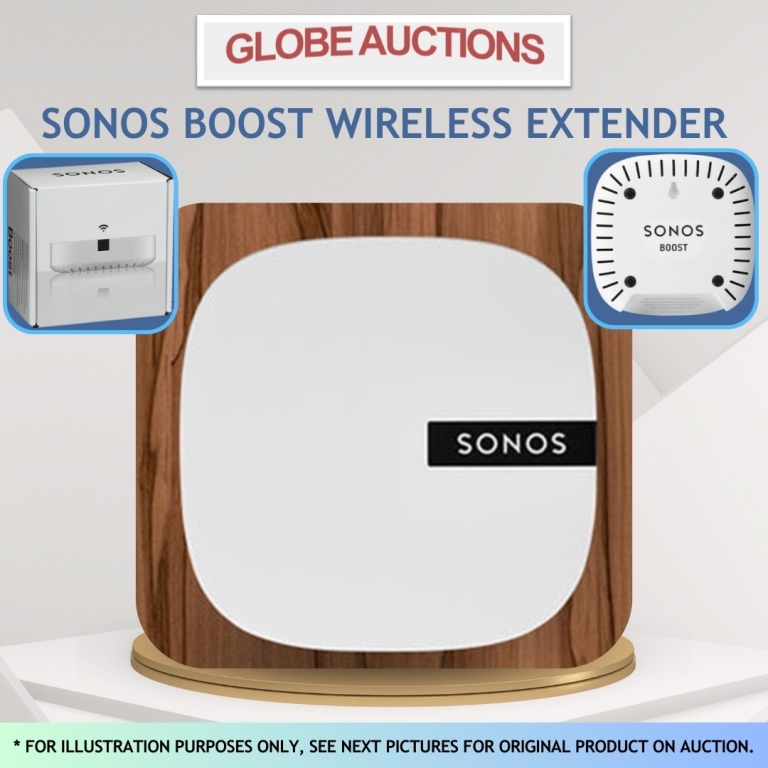 GLOBE AUCTIONS
SONOS BOOST WIRELESS EXTENDER
SONOS
BOOST
SONOS
BOOST
SONOS
* FOR ILLUSTRATION PURPOSES ONLY, SEE NEXT PICTURES FOR ORIGINAL PRODUCT ON AUCTION.